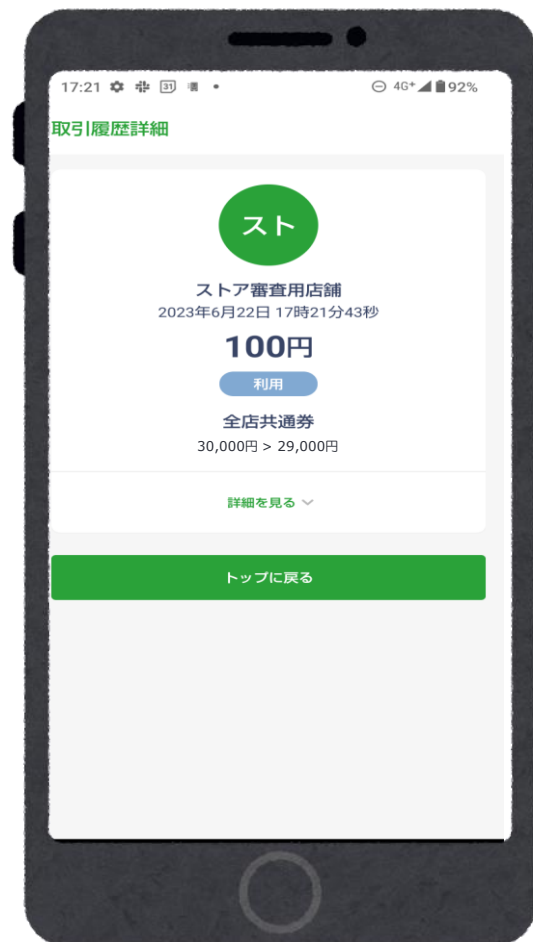 17:21 31 4G+ 92%
取引履歴詳細
スト
ストア審査用店舗
2023年6月22日 17時21分43秒
100円
利用
全店共通券
30,000円 > 29,000円
詳細を見る
トップに戻る